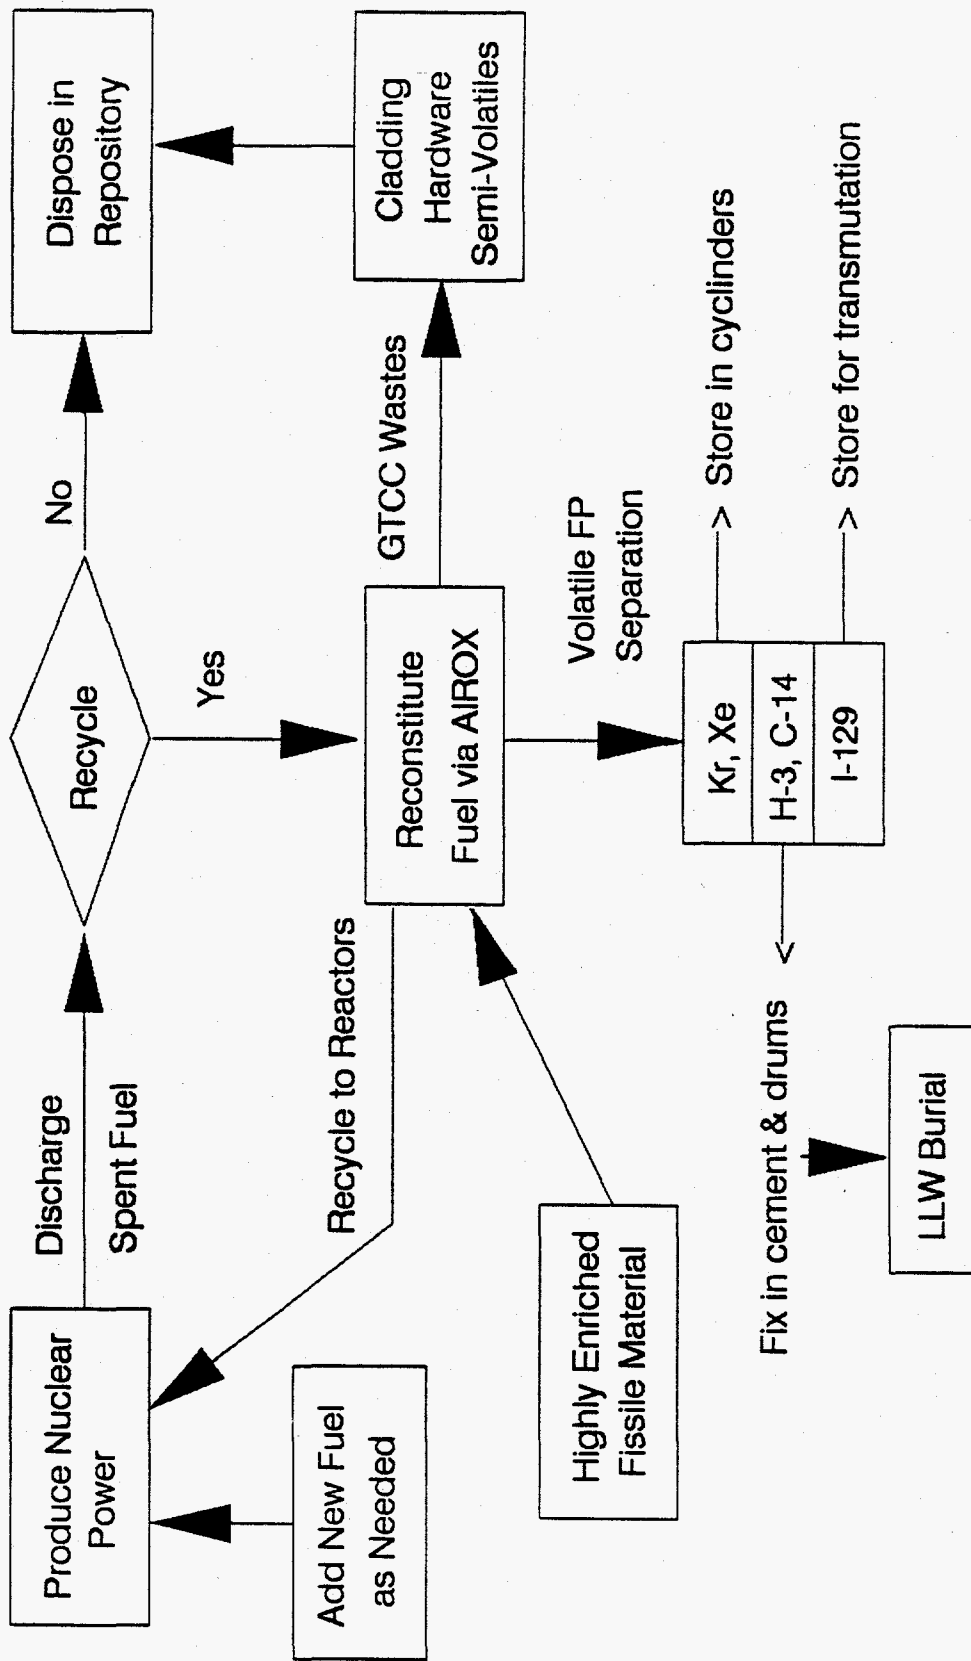 Produce Nuclear
Power
Discharge
Spent Fuel
Recycle
No
Dispose in
Repository
Yes
Add New Fuel
as Needed
Recycle to Reactors
Reconstitute
Fuel via AIROX
GTCC Wastes
Cladding
Hardware
Semi-Volatiles
Highly Enriched
Fissile Material
Volatile FP
Separation
Kr, Xe
> Store in cylinders
Fix in cement & drums <
H-3, C-14
I-129
> Store for transmutation
LLW Burial